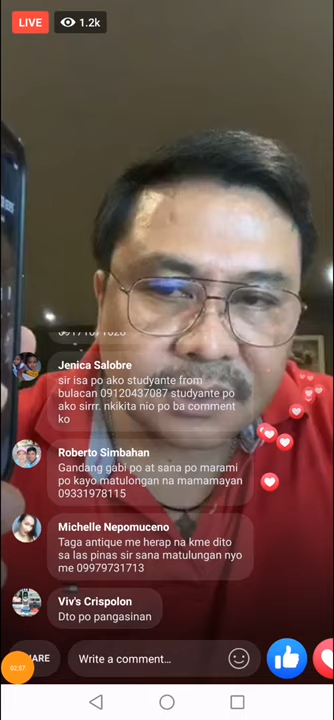 LIVE 1.2k
Jenica Salobre
sir isa po ako studyante from
bulacan 09120437087 studyante po
ako sirrr. nkikita nio po ba comment
ko
Roberto Simbahan
Gandang gabi po at sana po marami
po kayo matulongan na mamamayan
09331978115
Michelle Nepomuceno
Taga antique me herap na kme dito
sa las pinas sir sana matulungan nyo
me 09979731713
Viv's Crispolon
Dto po pangasinan
02:57
Write a comment...